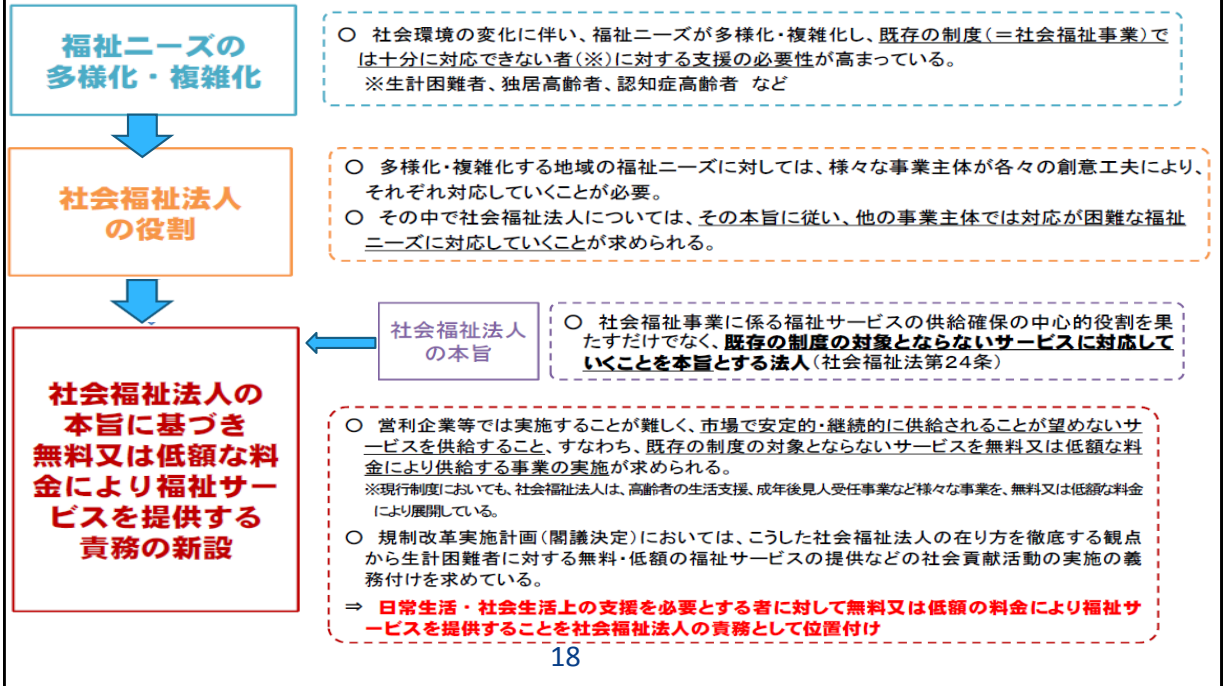 福祉ニーズの
多様化・複雑化
○ 社会環境の変化に伴い、福祉ニーズが多様化・複雑化し、既存の制度(＝社会福祉事業)で
は十分に対応できない者(※)に対する支援の必要性が高まっている。
※生計困難者、独居高齢者、認知症高齢者 など
社会福祉法人
の役割
○ 多様化・複雑化する地域の福祉ニーズに対しては、様々な事業主体が各々の創意工夫により、
それぞれ対応していくことが必要。
○ その中で社会福祉法人については、その本旨に従い、他の事業主体では対応が困難な福祉
ニーズに対応していくことが求められる。
社会福祉法人
の本旨
○ 社会福祉事業に係る福祉サービスの供給確保の中心的役割を果
たすだけでなく、既存の制度の対象とならないサービスに対応して
いくことを本旨とする法人(社会福祉法第24条)
社会福祉法人の
本旨に基づき
無料又は低額な料
金により福祉サー
ビスを提供する
責務の新設
○ 営利企業等では実施することが難しく、市場で安定的・継続的に供給されることが望めないサ
ービスを供給すること、すなわち、既存の制度の対象とならないサービスを無料又は低額な料
金により供給する事業の実施が求められる。
※現行制度においても、社会福祉法人は、高齢者の生活支援、成年後見人受任事業など様々な事業を、無料又は低額な料金
により展開している。
○ 規制改革実施計画(閣議決定)においては、こうした社会福祉法人の在り方を徹底する観点
から生計困難者に対する無料・低額の福祉サービスの提供などの社会貢献活動の実施の義
務付けを求めている。
⇒ 日常生活・社会生活上の支援を必要とする者に対して無料又は低額の料金により福祉サ
ービスを提供することを社会福祉法人の責務として位置付け
18